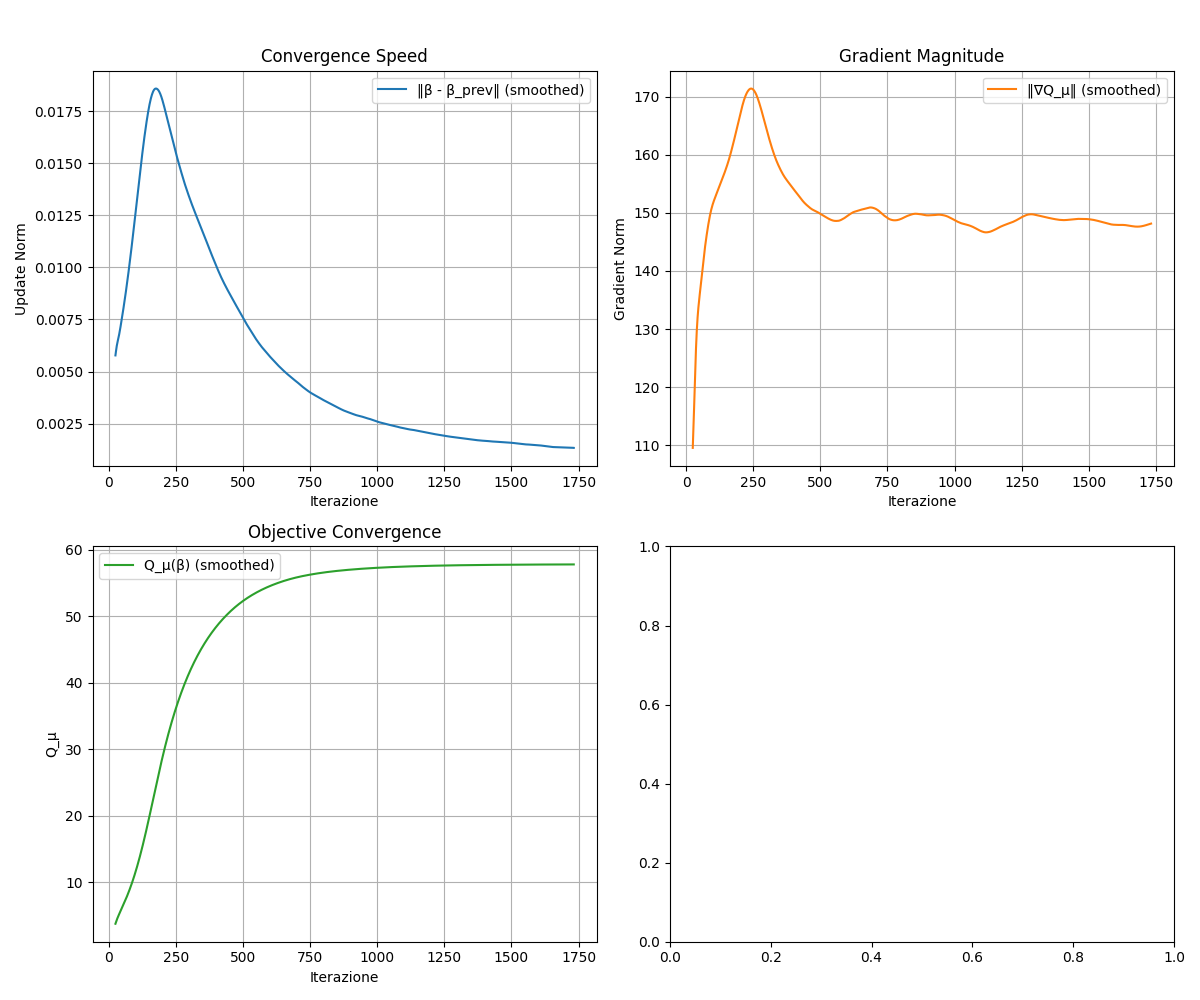 Convergence Speed
‖β - β_prev‖ (smoothed)
Update Norm
0.0175
0.0150
0.0125
0.0100
0.0075
0.0050
0.0025
0 250 500 750 1000 1250 1500 1750
Iterazione
Gradient Magnitude
‖∇Q_μ‖ (smoothed)
Gradient Norm
170
160
150
140
130
120
110
0 250 500 750 1000 1250 1500 1750
Iterazione
Objective Convergence
Q_μ(β) (smoothed)
Q_μ
60
50
40
30
20
10
0 250 500 750 1000 1250 1500 1750
Iterazione
1.0
0.8
0.6
0.4
0.2
0.0
0.0 0.2 0.4 0.6 0.8 1.0